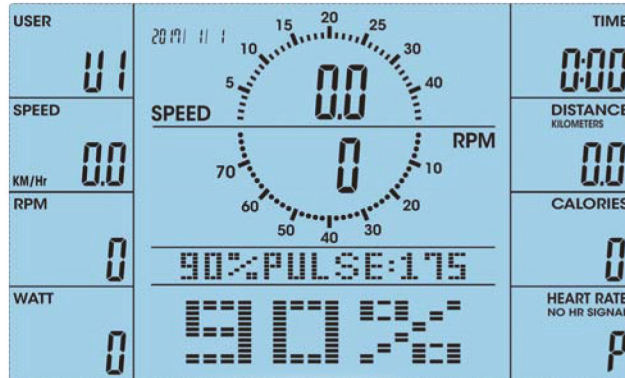 USER
U1
SPEED
KM/Hr 0.0
RPM
0
WATT
0
2017/ 1/ 1
5 10 15 20 25 30 40
SPEED
0.0
RPM
0
70 60 50 40 30 20 10
90%PULSE:175
90%
TIME
0:00
DISTANCE
KILOMETERS
0.0
CALORIES
0
HEART RATE
NO HR SIGNAL
P